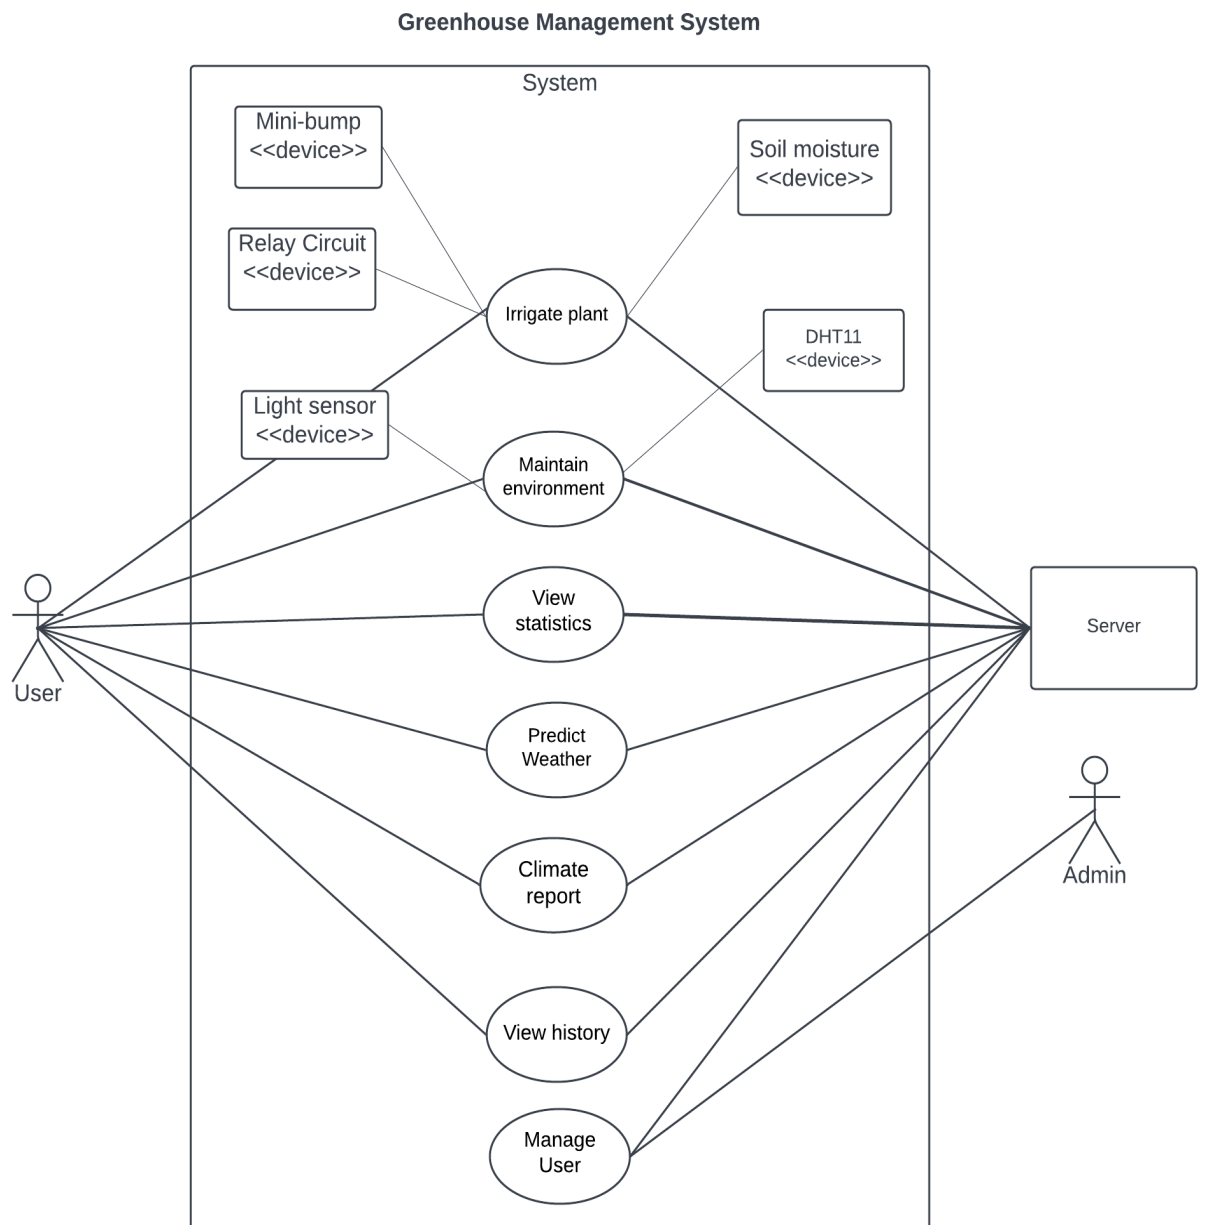 Greenhouse Management System
System
Mini-bump
<<device>>
Soil moisture
<<device>>
Relay Circuit
<<device>>
Irrigate plant
DHT11
<<device>>
Light sensor
<<device>>
Maintain
environment
View
statistics
Server
User
Predict
Weather
Climate
report
Admin
View history
Manage
User